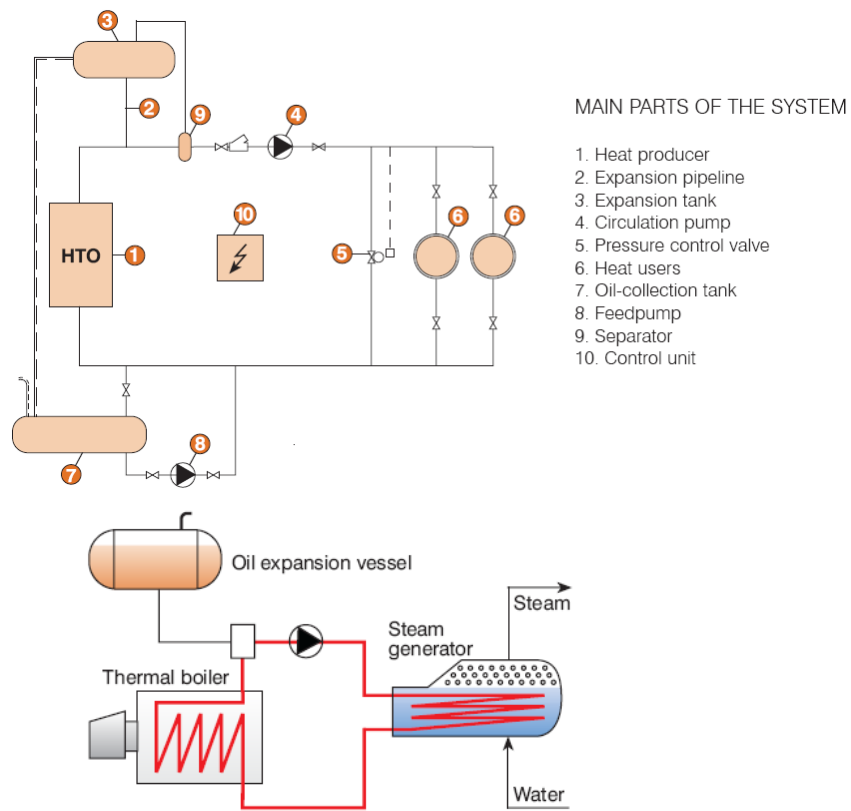 3
2
9
4
MAIN PARTS OF THE SYSTEM
1. Heat producer
2. Expansion pipeline
3. Expansion tank
4. Circulation pump
5. Pressure control valve
6. Heat users
7. Oil-collection tank
8. Feedpump
9. Separator
10. Control unit
10
6
6
HTO
1
5
8
7
Oil expansion vessel
Steam
Steam
generator
Thermal boiler
Water